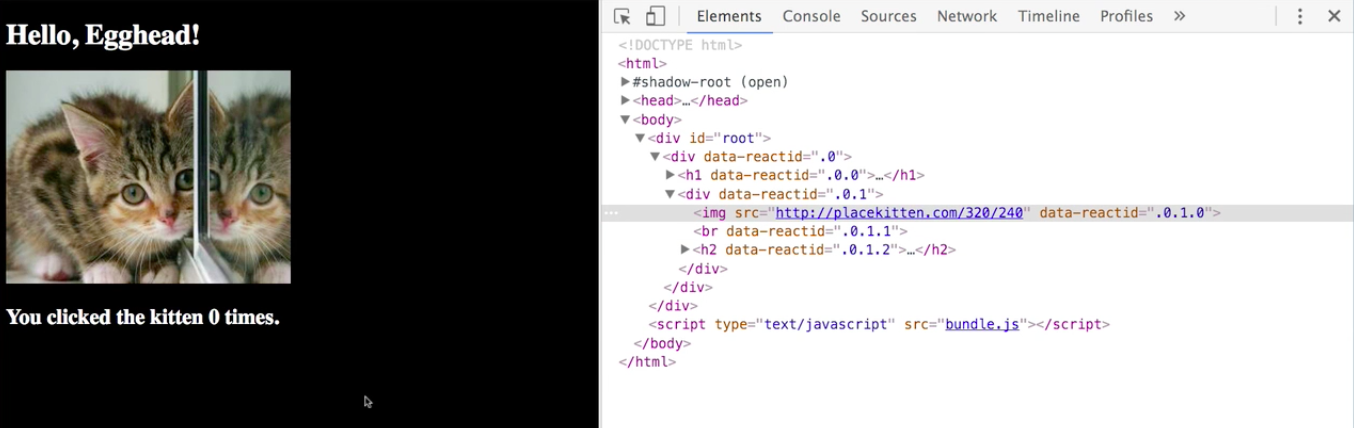 Hello, Egghead!
You clicked the kitten 0 times.
Elements Console Sources Network Timeline Profiles »
<!DOCTYPE html>
<html>
▶#shadow-root (open)
▶<head>…</head>
▼<body>
▼<div id="root">
▼<div data-reactid=".0">
▶<h1 data-reactid=".0.0">…</h1>
▼<div data-reactid=".0.1">
<img src="http://placekitten.com/320/240" data-reactid=".0.1.0">
<br data-reactid=".0.1.1">
▶<h2 data-reactid=".0.1.2">…</h2>
</div>
</div>
</div>
<script type="text/javascript" src="bundle.js"></script>
</body>
</html>